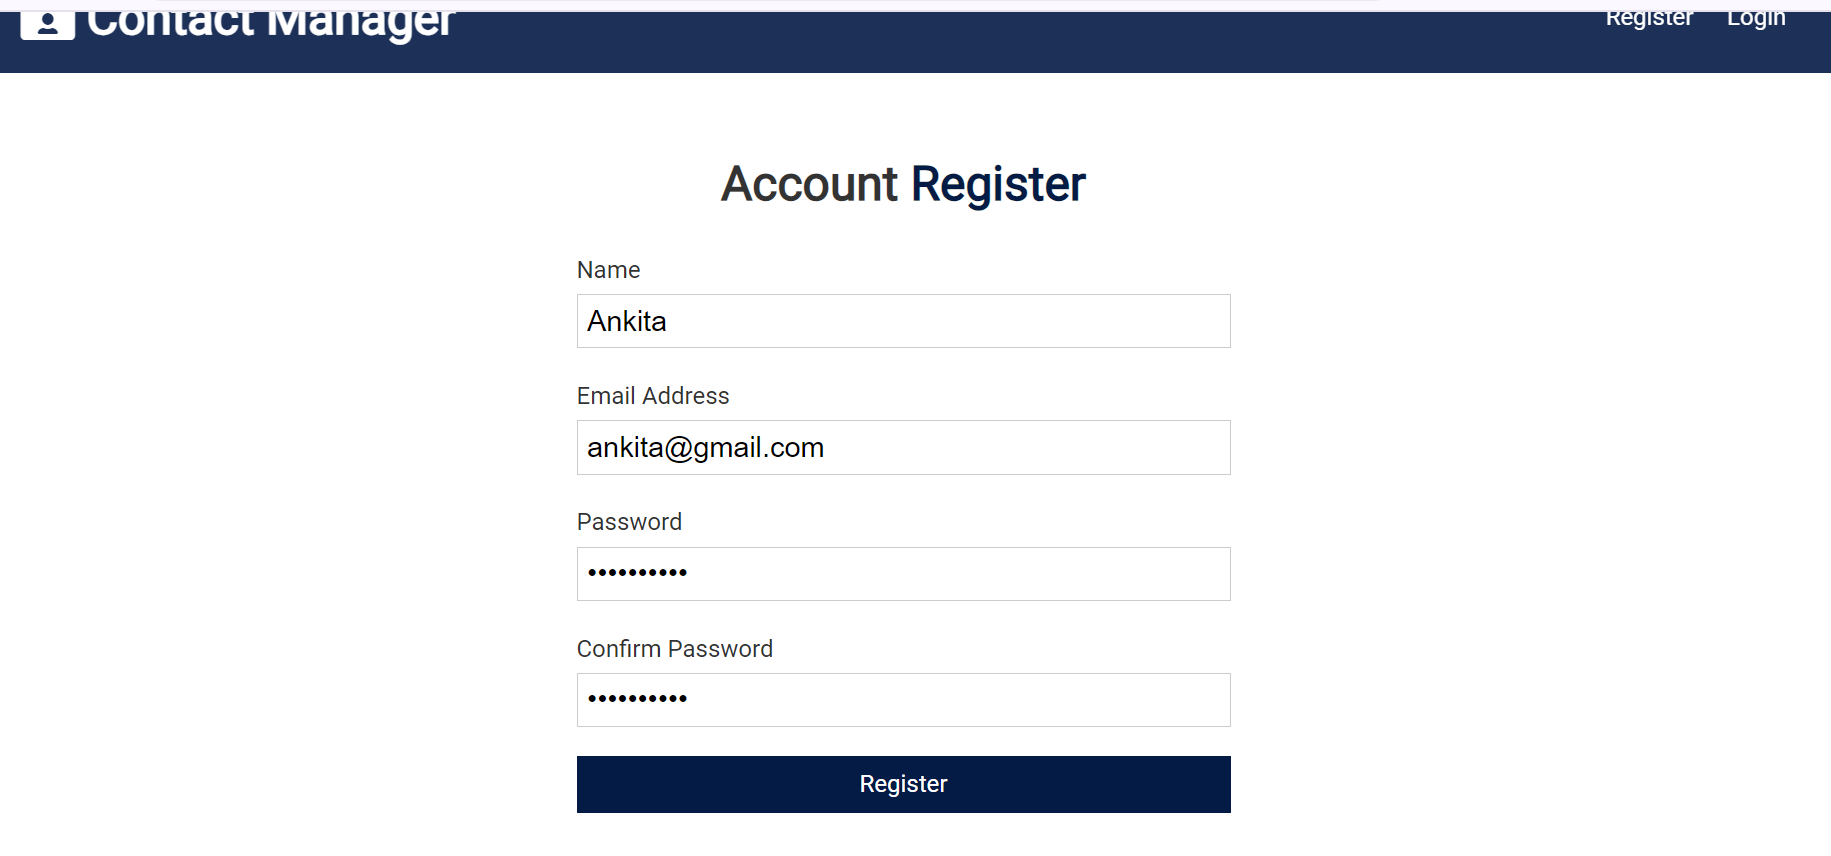 Contact Manager
Register Login
Account Register
Name
Ankita
Email Address
ankita@gmail.com
Password
••••••••••
Confirm Password
••••••••••
Register